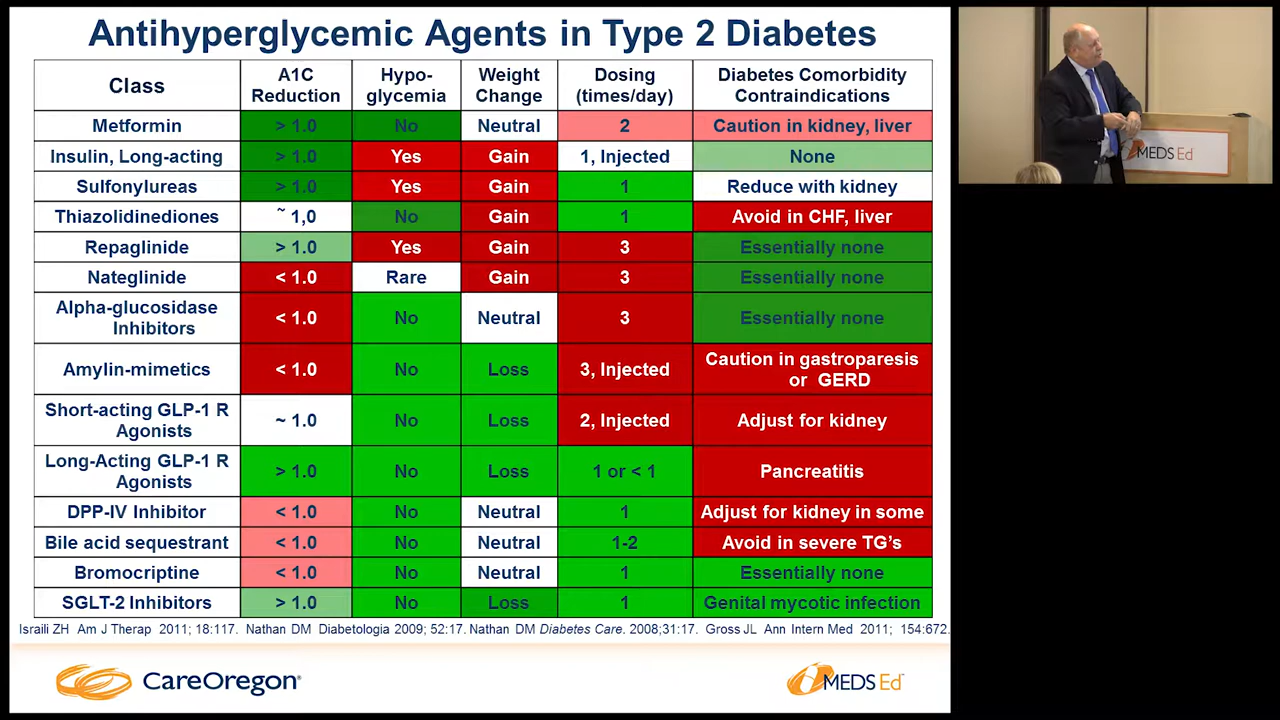 Antihyperglycemic Agents in Type 2 Diabetes
Class
A1C
Reduction
Hypo-
glycemia
Weight
Change
Dosing
(times/day)
Diabetes Comorbidity
Contraindications
Metformin > 1.0 No Neutral 2 Caution in kidney, liver
Insulin, Long-acting > 1.0 Yes Gain 1, Injected None
Sulfonylureas > 1.0 Yes Gain 1 Reduce with kidney
Thiazolidinediones ~ 1,0 No Gain 1 Avoid in CHF, liver
Repaglinide > 1.0 Yes Gain 3 Essentially none
Nateglinide < 1.0 Rare Gain 3 Essentially none
Alpha-glucosidase
Inhibitors
< 1.0 No Neutral 3 Essentially none
Amylin-mimetics < 1.0 No Loss 3, Injected
Caution in gastroparesis
or GERD
Short-acting GLP-1 R
Agonists
~ 1.0 No Loss 2, Injected Adjust for kidney
Long-Acting GLP-1 R
Agonists
> 1.0 No Loss 1 or < 1 Pancreatitis
DPP-IV Inhibitor < 1.0 No Neutral 1 Adjust for kidney in some
Bile acid sequestrant < 1.0 No Neutral 1-2 Avoid in severe TG's
Bromocriptine < 1.0 No Neutral 1 Essentially none
SGLT-2 Inhibitors > 1.0 No Loss 1 Genital mycotic infection
Israili ZH Am J Therap 2011; 18:117. Nathan DM Diabetologia 2009; 52:17. Nathan DM Diabetes Care. 2008;31:17. Gross JL Ann Intern Med 2011; 154:672.
CareOregon®
MEDS Ed
MEDS Ed